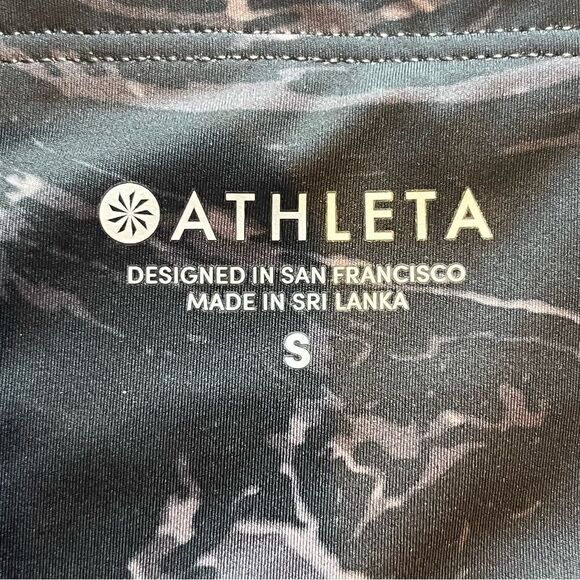 ATHLETA
DESIGNED IN SAN FRANCISCO
MADE IN SRI LANKA
S